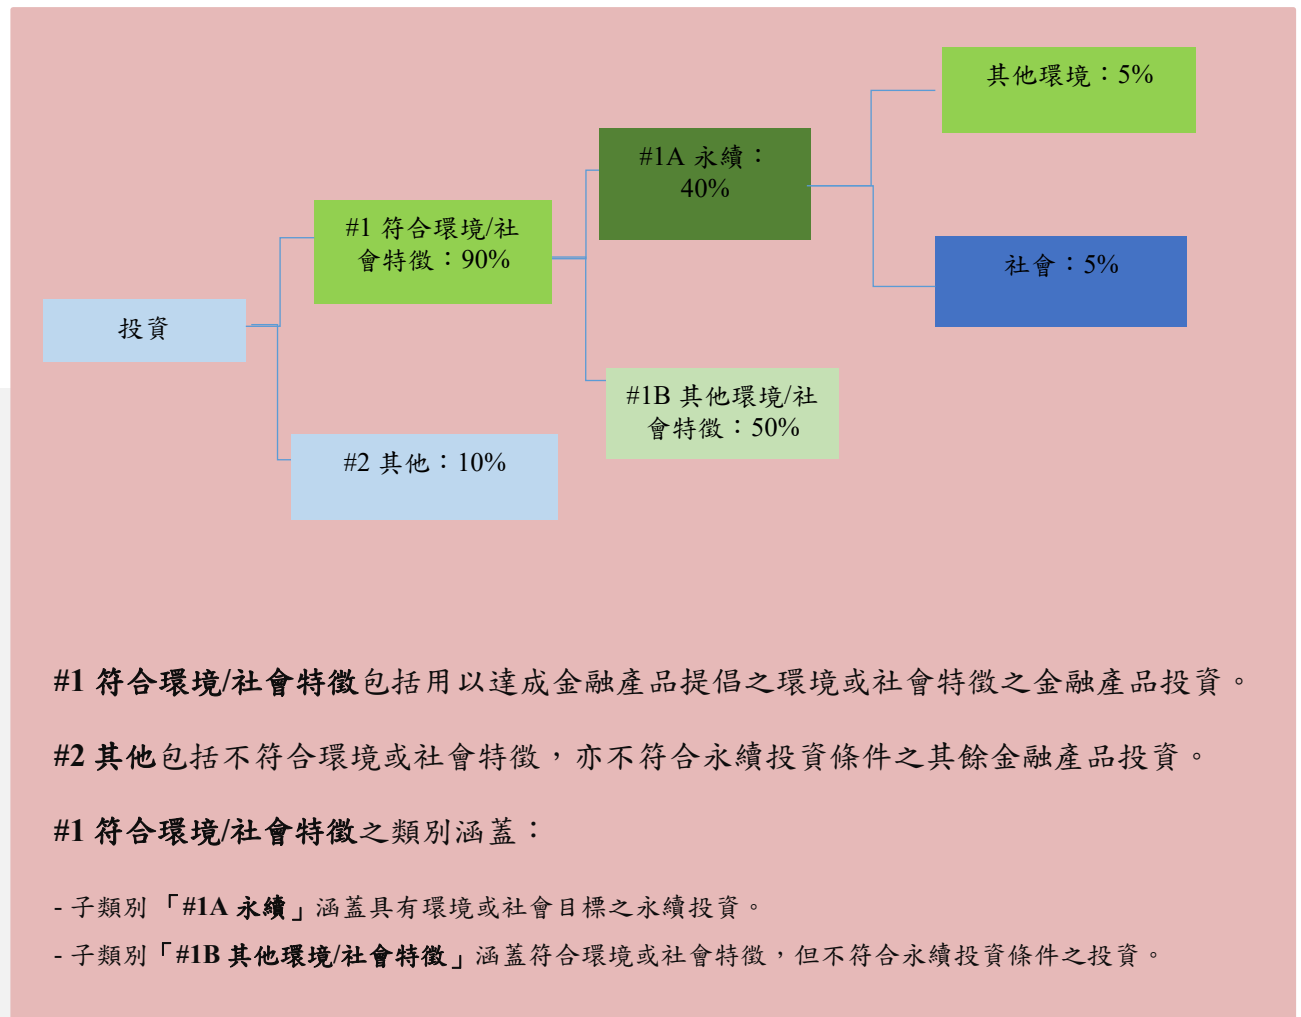 其他環境：5%
#1A 永續：
40%
#1 符合環境/社
會特徵：90%
社會：5%
投資
#1B 其他環境/社
會特徵：50%
#2 其他：10%
#1 符合環境/社會特徵包括用以達成金融產品提倡之環境或社會特徵之金融產品投資。
#2 其他包括不符合環境或社會特徵，亦不符合永續投資條件之其餘金融產品投資。
#1 符合環境/社會特徵之類別涵蓋：
- 子類別「#1A 永續」涵蓋具有環境或社會目標之永續投資。
- 子類別「#1B 其他環境/社會特徵」涵蓋符合環境或社會特徵，但不符合永續投資條件之投資。